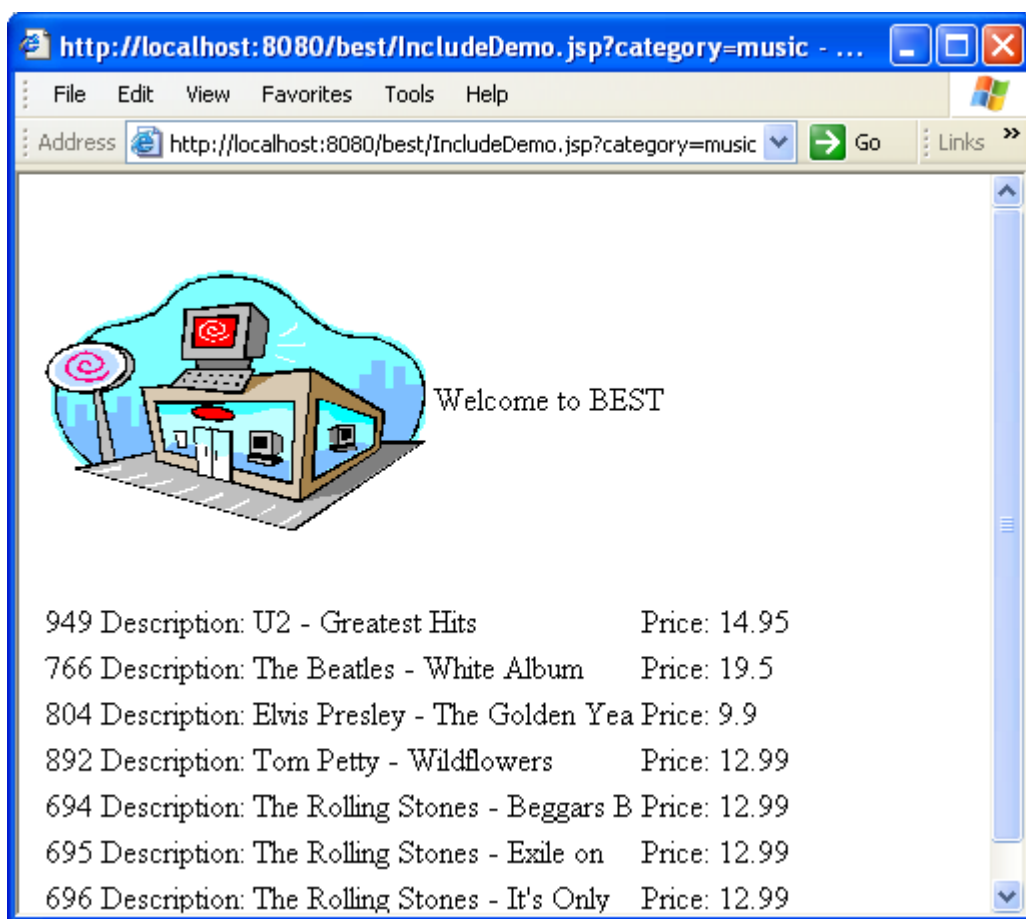 http://localhost:8080/best/IncludeDemo.jsp?category=music - ...
File Edit View Favorites Tools Help
Address http://localhost:8080/best/IncludeDemo.jsp?category=music Go Links »
Welcome to BEST
949 Description: U2 - Greatest Hits Price: 14.95
766 Description: The Beatles - White Album Price: 19.5
804 Description: Elvis Presley - The Golden Yea Price: 9.9
892 Description: Tom Petty - Wildflowers Price: 12.99
694 Description: The Rolling Stones - Beggars B Price: 12.99
695 Description: The Rolling Stones - Exile on Price: 12.99
696 Description: The Rolling Stones - It's Only Price: 12.99